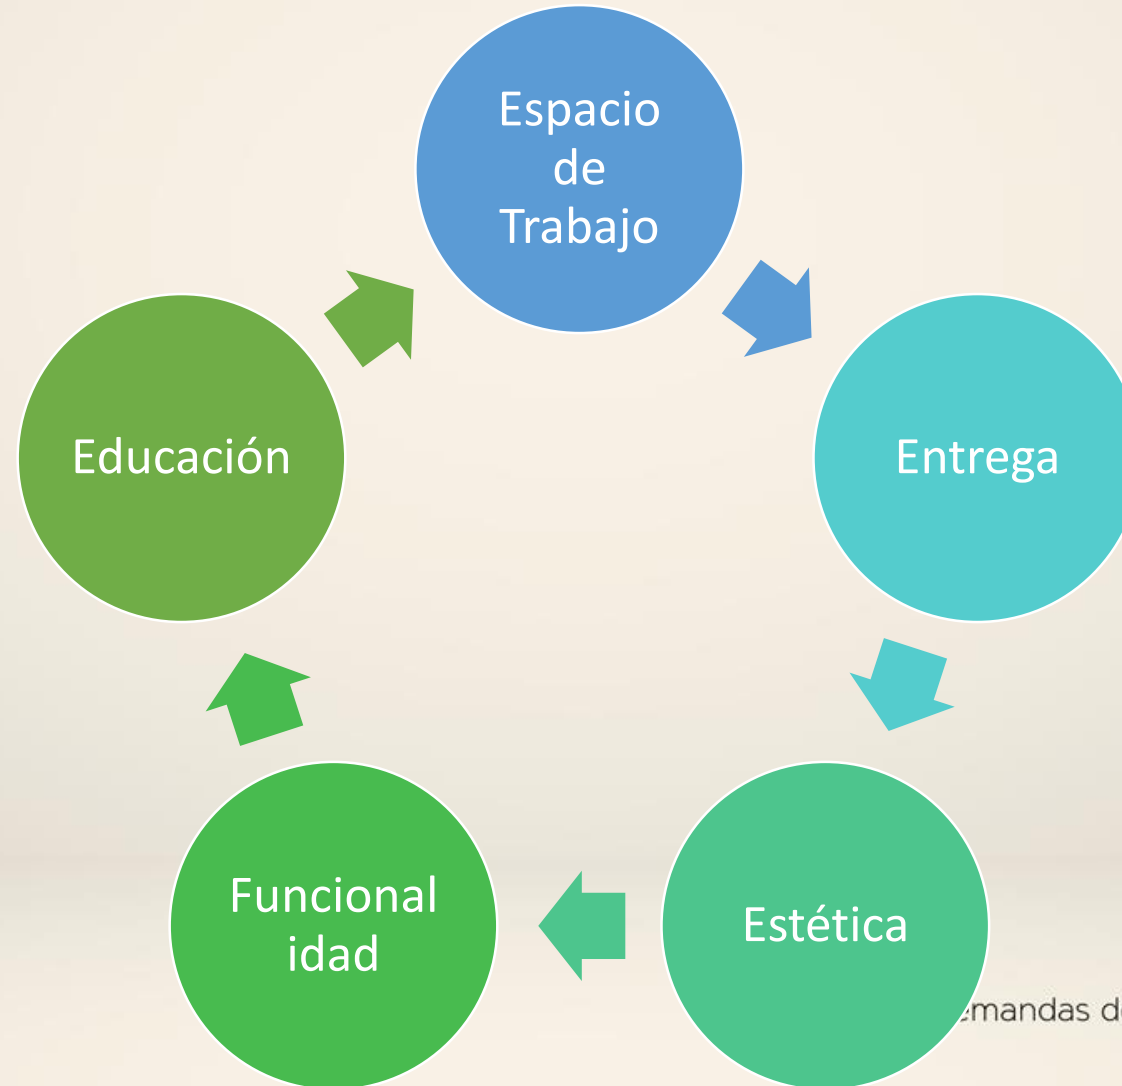 Espacio
de
Trabajo
Entrega
Estética
Funcional
idad
Educación